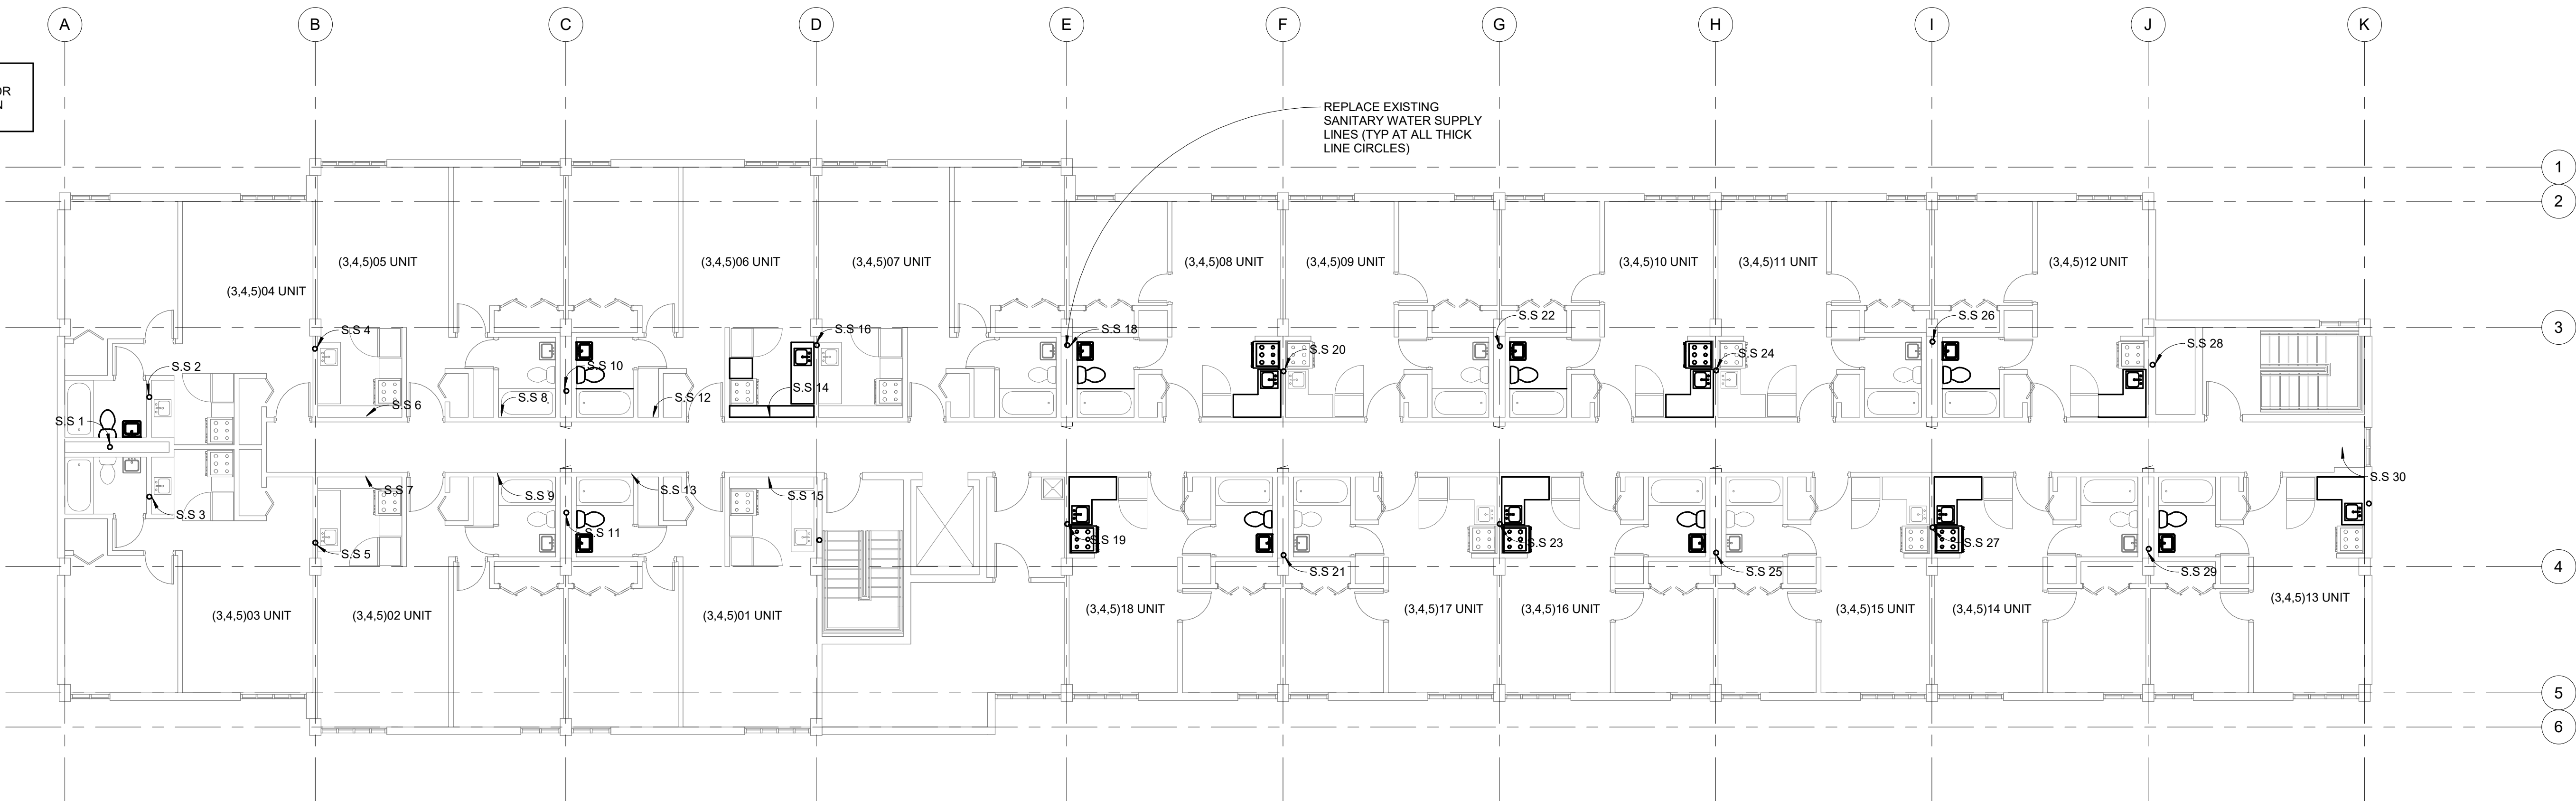 A
B
C
D
E
F
G
H
I
J
K
OR
N
REPLACE EXISTING
SANITARY WATER SUPPLY
LINES (TYP AT ALL THICK
LINE CIRCLES)
1
2
(3,4,5)04 UNIT
(3,4,5)05 UNIT
(3,4,5)06 UNIT
(3,4,5)07 UNIT
(3,4,5)08 UNIT
(3,4,5)09 UNIT
(3,4,5)10 UNIT
(3,4,5)11 UNIT
(3,4,5)12 UNIT
3
S.S 4
S.S 16
S.S 18
S.S 22
S.S 26
S.S 2
S.S 10
S.S 20
S.S 24
S.S 28
S.S 1
S.S 6
S.S 8
S.S 12
S.S 14
S.S 3
S.S 7
S.S 9
S.S 13
S.S 15
S.S 30
S.S 5
S.S 11
S.S 19
S.S 23
S.S 27
S.S 21
S.S 25
S.S 29
4
(3,4,5)03 UNIT
(3,4,5)02 UNIT
(3,4,5)01 UNIT
(3,4,5)18 UNIT
(3,4,5)17 UNIT
(3,4,5)16 UNIT
(3,4,5)15 UNIT
(3,4,5)14 UNIT
(3,4,5)13 UNIT
5
6